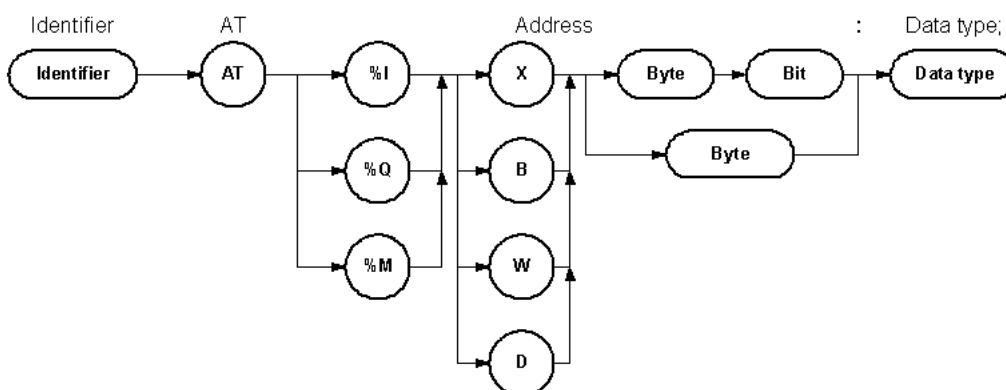 Identifier AT Address : Data type;
Identifier AT %I X Byte Bit Data type
Byte
%Q B
%M W
D